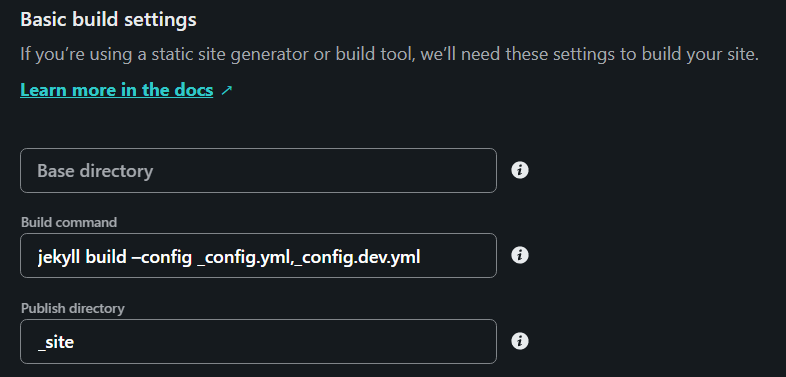 Basic build settings
If you’re using a static site generator or build tool, we’ll need these settings to build your site.
Learn more in the docs ↗
Base directory
Build command
jekyll build –config _config.yml,_config.dev.yml
Publish directory
_site